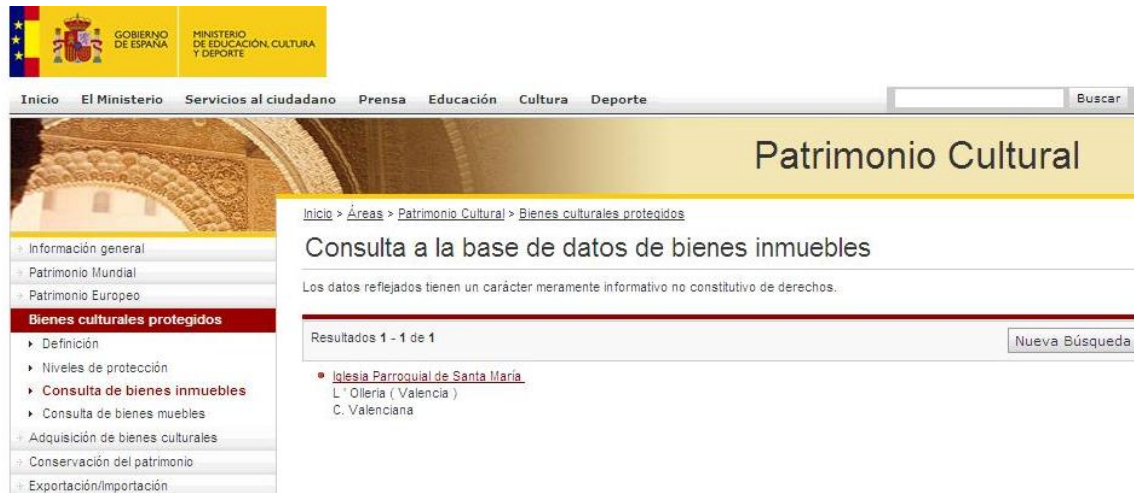 GOBIERNO
DE ESPAÑA
MINISTERIO
DE EDUCACIÓN, CULTURA
Y DEPORTE
Inicio El Ministerio Servicios al ciudadano Prensa Educación Cultura Deporte Buscar
Patrimonio Cultural
Inicio > Áreas > Patrimonio Cultural > Bienes culturales protegidos
Consulta a la base de datos de bienes inmuebles
Los datos reflejados tienen un carácter meramente informativo no constitutivo de derechos.
Resultados 1 - 1 de 1
Nueva Búsqueda
Iglesia Parroquial de Santa María
L ' Olleria ( Valencia )
C. Valenciana
Información general
Patrimonio Mundial
Patrimonio Europeo
Bienes culturales protegidos
Definición
Niveles de protección
Consulta de bienes inmuebles
Consulta de bienes muebles
Adquisición de bienes culturales
Conservación del patrimonio
Exportación/Importación